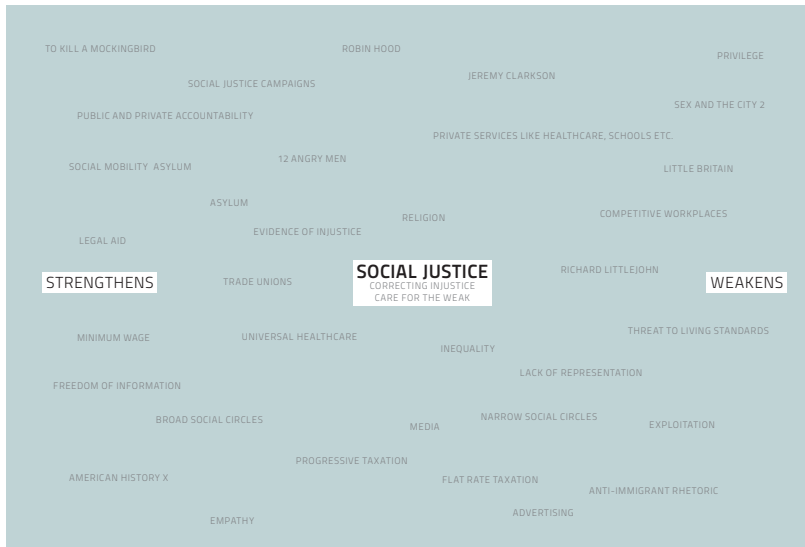 TO KILL A MOCKINGBIRD
ROBIN HOOD
PRIVILEGE
JEREMY CLARKSON
SOCIAL JUSTICE CAMPAIGNS
SEX AND THE CITY 2
PUBLIC AND PRIVATE ACCOUNTABILITY
PRIVATE SERVICES LIKE HEALTHCARE, SCHOOLS ETC.
12 ANGRY MEN
SOCIAL MOBILITY ASYLUM
LITTLE BRITAIN
ASYLUM
COMPETITIVE WORKPLACES
RELIGION
EVIDENCE OF INJUSTICE
LEGAL AID
RICHARD LITTLEJOHN
STRENGTHENS
TRADE UNIONS
SOCIAL JUSTICE
CORRECTING INJUSTICE
CARE FOR THE WEAK
WEAKENS
THREAT TO LIVING STANDARDS
MINIMUM WAGE
UNIVERSAL HEALTHCARE
INEQUALITY
LACK OF REPRESENTATION
FREEDOM OF INFORMATION
BROAD SOCIAL CIRCLES
NARROW SOCIAL CIRCLES
MEDIA
EXPLOITATION
PROGRESSIVE TAXATION
AMERICAN HISTORY X
FLAT RATE TAXATION
ANTI-IMMIGRANT RHETORIC
ADVERTISING
EMPATHY